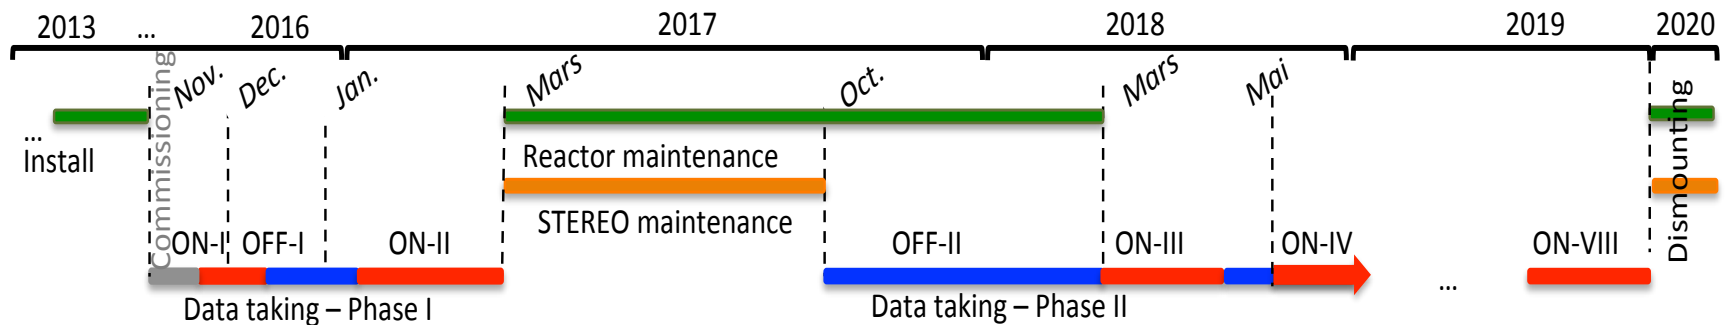 2013 ... 2016 2017 2018 2019 2020
Commissioning
Nov. Dec. Jan. Mars Oct. Mars Mai
Dismounting
...
Install
Reactor maintenance
STEREO maintenance
ON-I OFF-I ON-II OFF-II ON-III ON-IV ON-VIII
...
Data taking – Phase I Data taking – Phase II